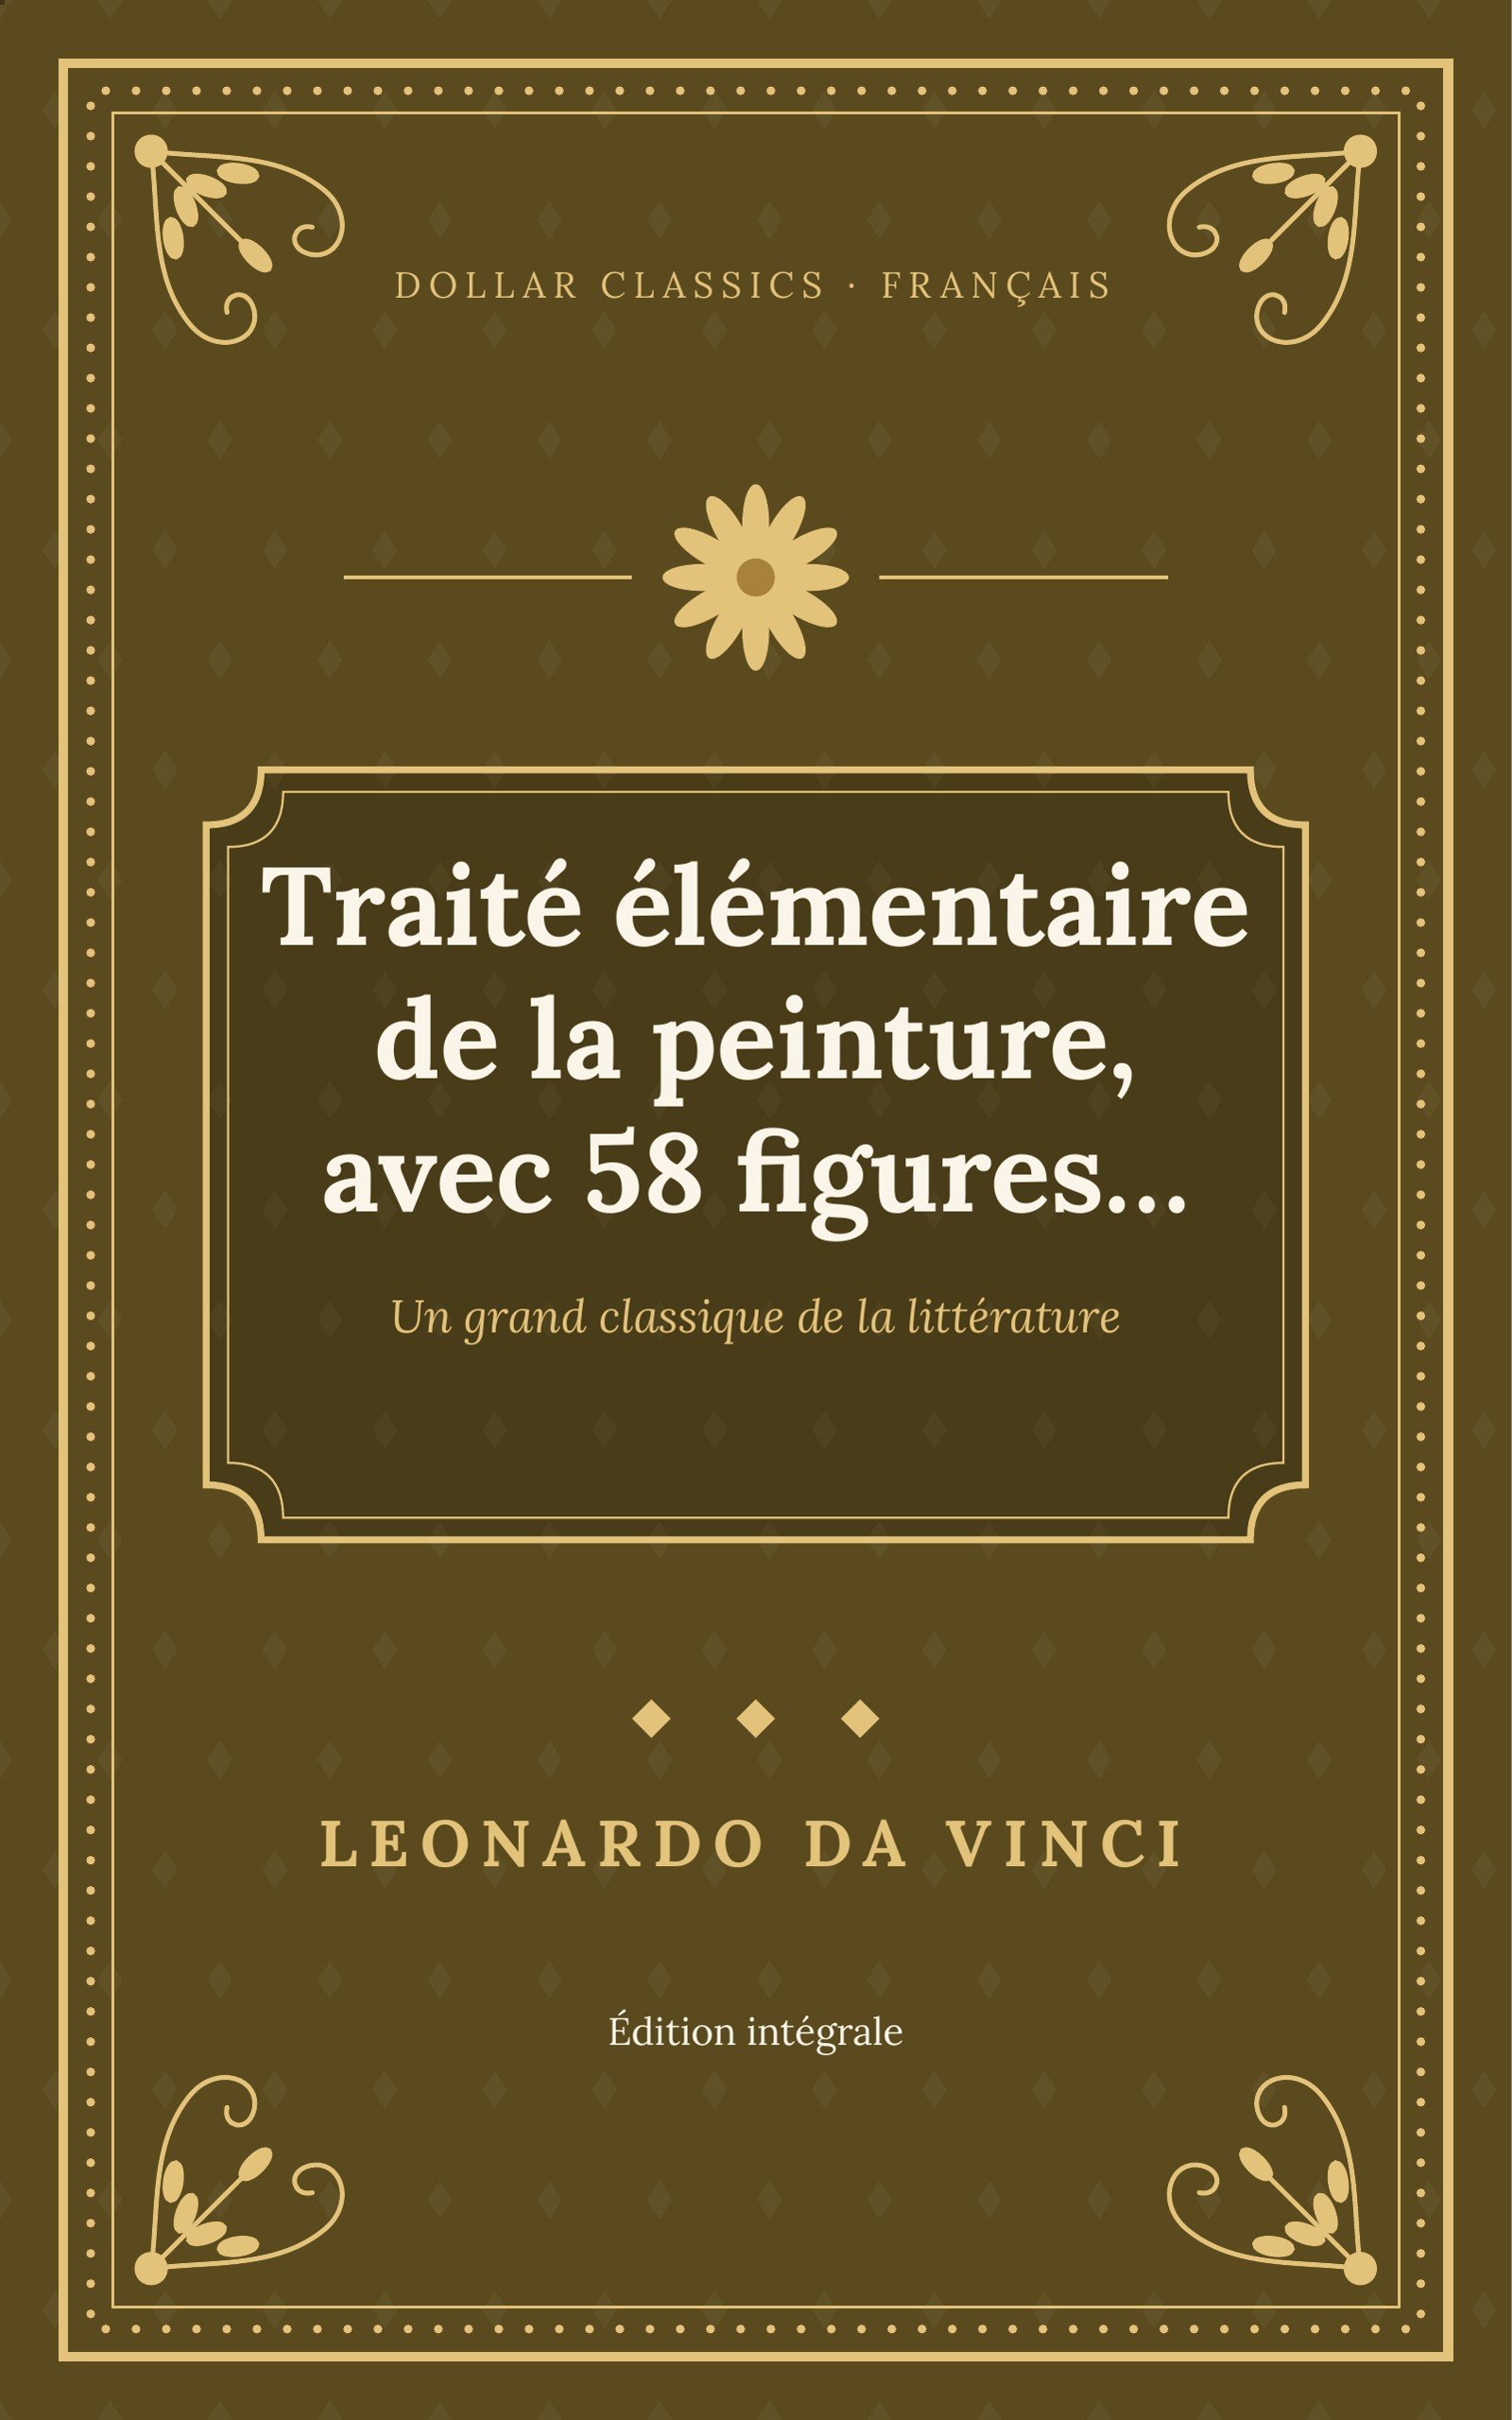 DOLLAR CLASSICS · FRANÇAIS
Traité élémentaire
de la peinture,
avec 58 figures...
Un grand classique de la littérature
LEONARDO DA VINCI
Édition intégrale